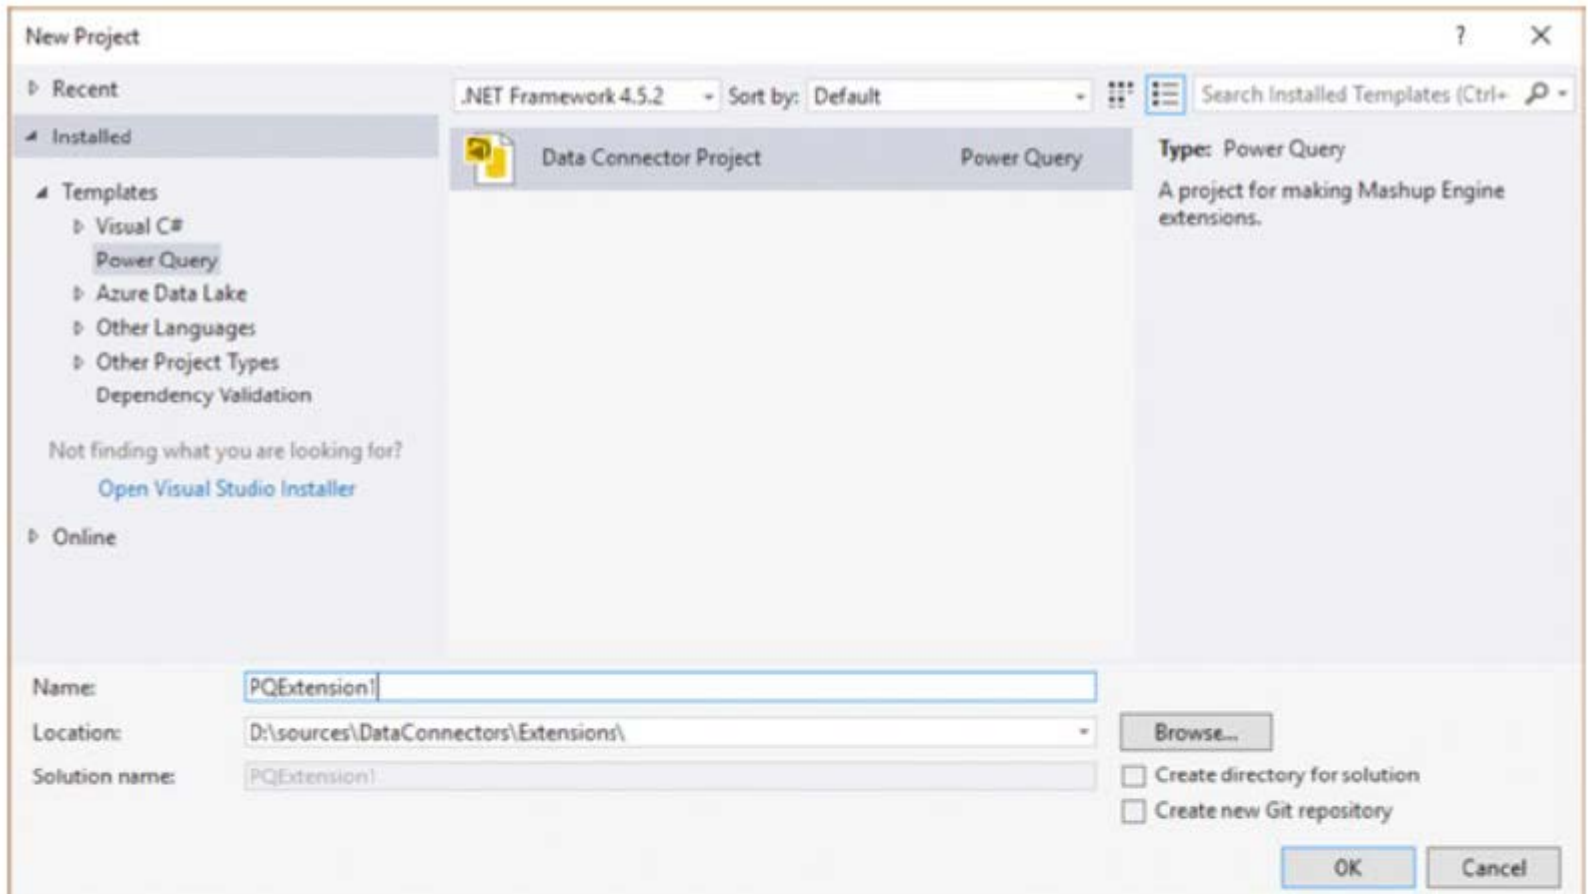 New Project
?
Recent
.NET Framework 4.5.2
Sort by: Default
Search Installed Templates (Ctrl+
Installed
Data Connector Project
Power Query
Type: Power Query
A project for making Mashup Engine
extensions.
Templates
Visual C#
Power Query
Azure Data Lake
Other Languages
Other Project Types
Dependency Validation
Not finding what you are looking for?
Open Visual Studio Installer
Online
Name:
PQExtension1
Location:
D:\sources\DataConnectors\Extensions\
Browse...
Solution name:
PQExtension1
Create directory for solution
Create new Git repository
OK
Cancel